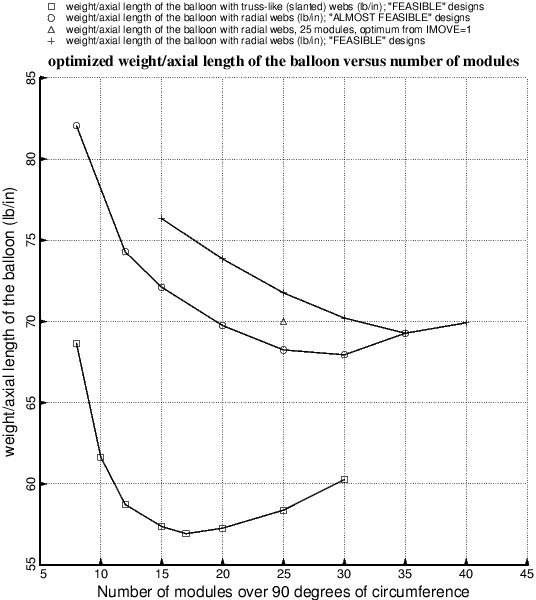 weight/axial length of the balloon with truss-like (slanted) webs (lb/in); "FEASIBLE" designs
weight/axial length of the balloon with radial webs (lb/in); "ALMOST FEASIBLE" designs
weight/axial length of the balloon with radial webs, 25 modules, optimum from IMOVE=1
weight/axial length of the balloon with radial webs (lb/in); "FEASIBLE" designs
optimized weight/axial length of the balloon versus number of modules
85
80
75
70
65
60
55
weight/axial length of the balloon (lb/in)
5 10 15 20 25 30 35 40 45
Number of modules over 90 degrees of circumference